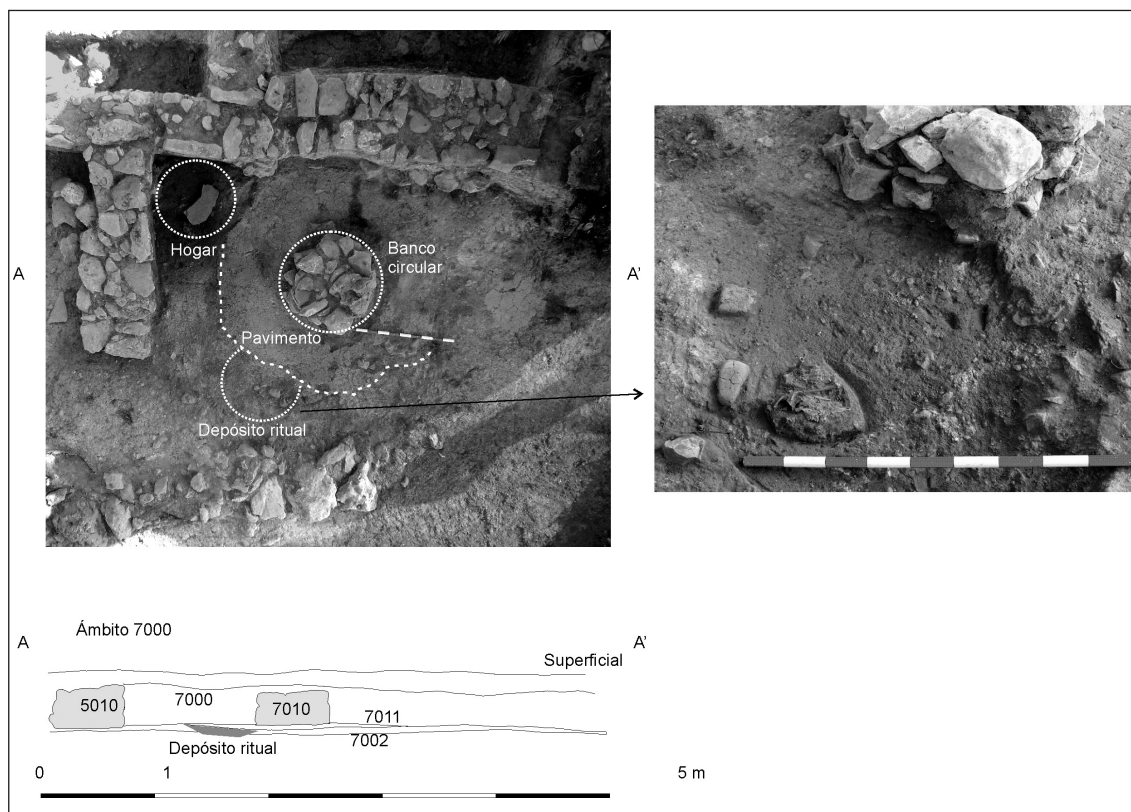 A
A'
Hogar
Banco
circular
Pavimento
Depósito ritual
A
Ámbito 7000
A'
Superficial
5010
7000
7010
7011
7002
Depósito ritual
0
1
5 m